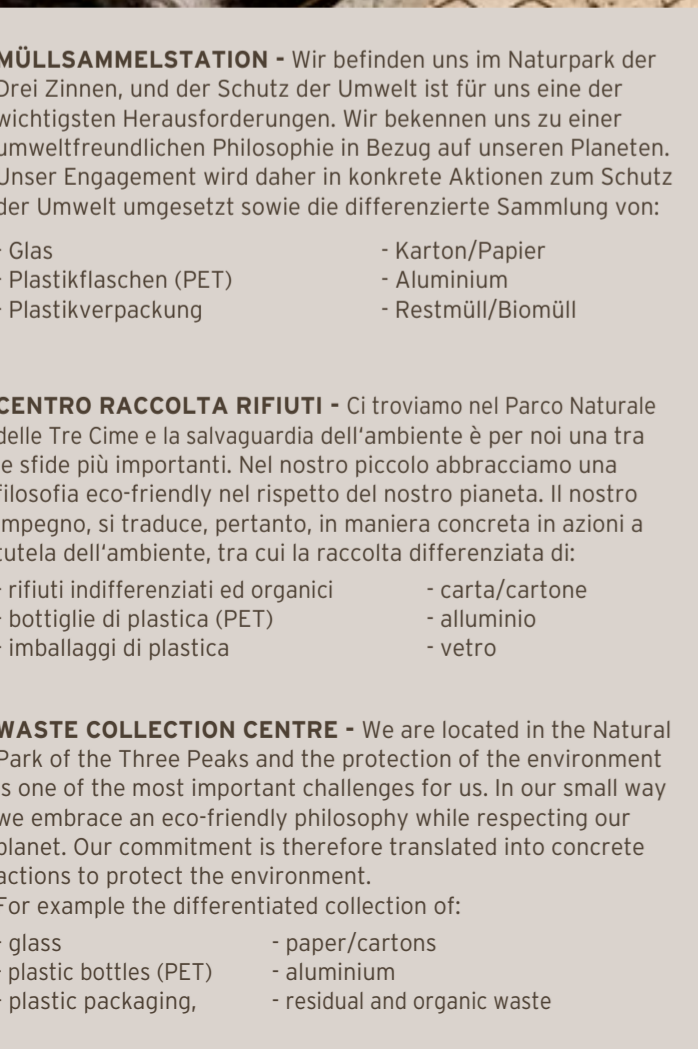 MÜLLSAMMELSTATION - Wir befinden uns im Naturpark der
Drei Zinnen, und der Schutz der Umwelt ist für uns eine der
wichtigsten Herausforderungen. Wir bekennen uns zu einer
umweltfreundlichen Philosophie in Bezug auf unseren Planeten.
Unser Engagement wird daher in konkrete Aktionen zum Schutz
der Umwelt umgesetzt sowie die differenzierte Sammlung von:
- Glas - Karton/Papier
- Plastikflaschen (PET) - Aluminium
- Plastikverpackung - Restmüll/Biomüll
CENTRO RACCOLTA RIFIUTI - Ci troviamo nel Parco Naturale
delle Tre Cime e la salvaguardia dell‘ambiente è per noi una tra
e sfide più importanti. Nel nostro piccolo abbracciamo una
filosofia eco-friendly nel rispetto del nostro pianeta. Il nostro
mpegno, si traduce, pertanto, in maniera concreta in azioni a
tutela dell‘ambiente, tra cui la raccolta differenziata di:
- rifiuti indifferenziati ed organici - carta/cartone
- bottiglie di plastica (PET) - alluminio
- imballaggi di plastica - vetro
WASTE COLLECTION CENTRE - We are located in the Natural
Park of the Three Peaks and the protection of the environment
is one of the most important challenges for us. In our small way
we embrace an eco-friendly philosophy while respecting our
planet. Our commitment is therefore translated into concrete
actions to protect the environment.
For example the differentiated collection of:
- glass - paper/cartons
- plastic bottles (PET) - aluminium
- plastic packaging, - residual and organic waste